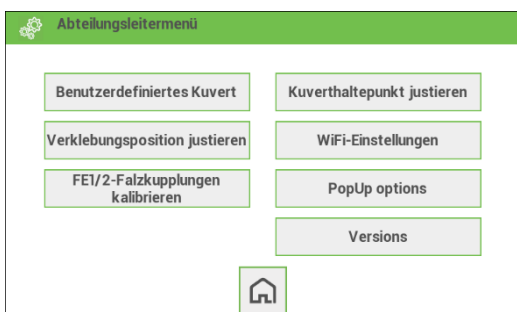 Abteilungsleitermenü
Benutzerdefiniertes Kuvert
Kuverthaltepunkt justieren
Verklebungsposition justieren
WiFi-Einstellungen
FE1/2-Falzkupplungen
kalibrieren
PopUp options
Versions